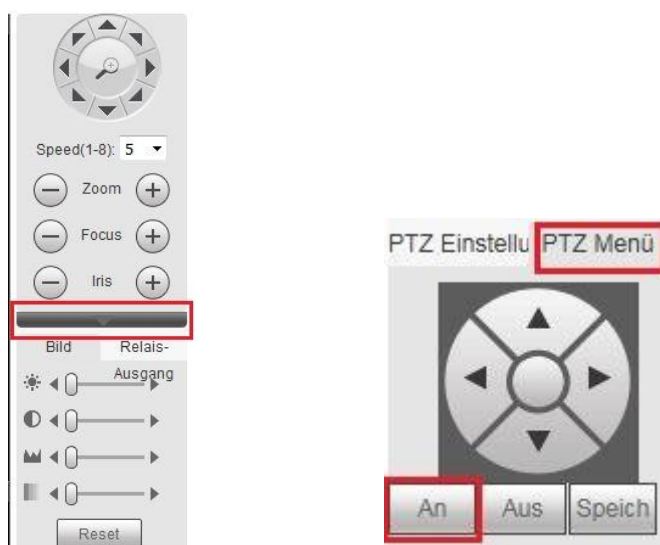 Speed(1-8): 5
Zoom
Focus
Iris
Bild Relais-
Ausgang
Reset
PTZ Einstellu PTZ Menü
An Aus Speich